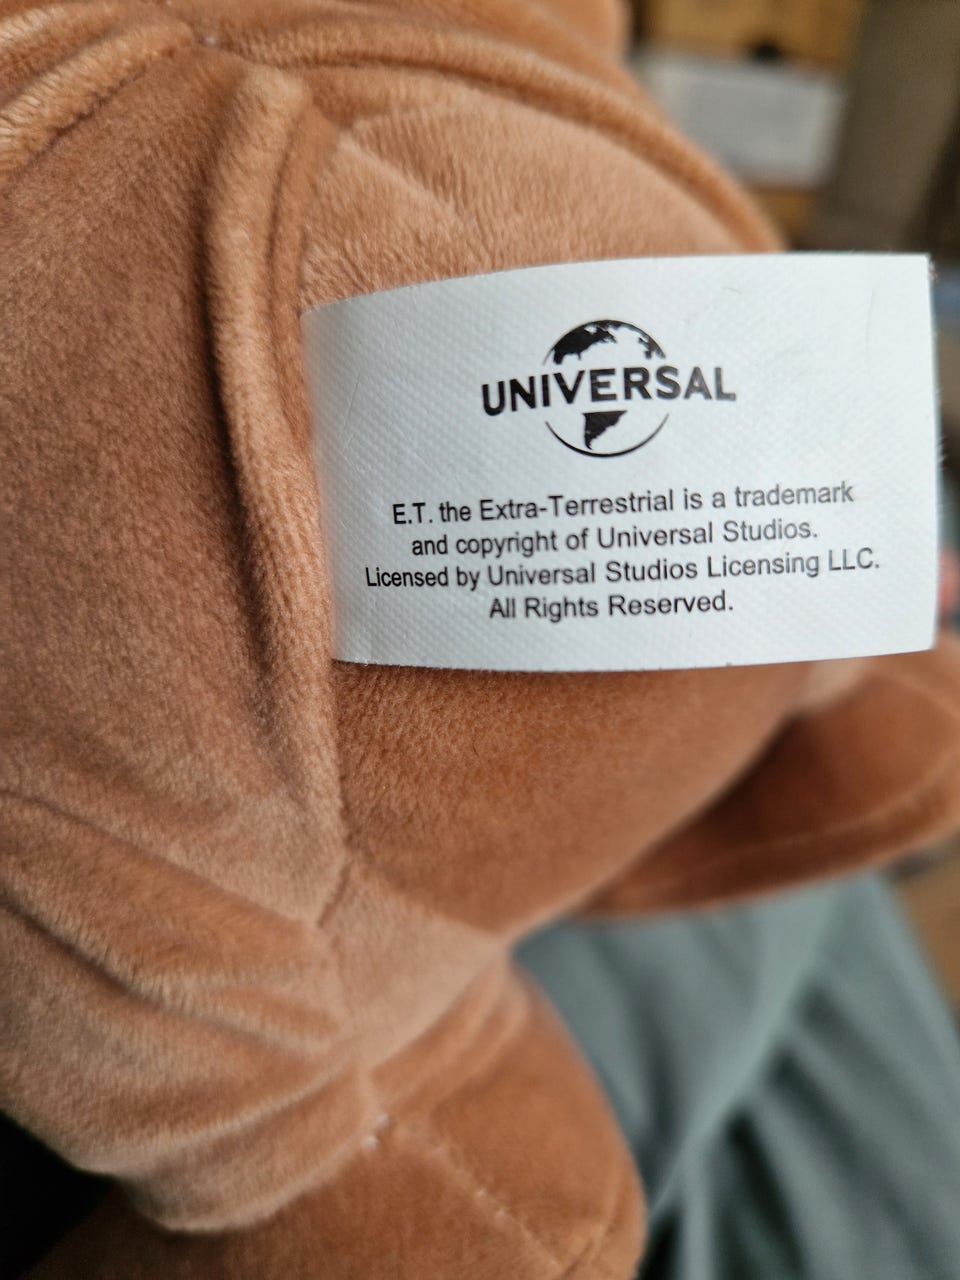 UNIVERSAL
E.T. the Extra-Terrestrial is a trademark
and copyright of Universal Studios.
Licensed by Universal Studios Licensing LLC.
All Rights Reserved.